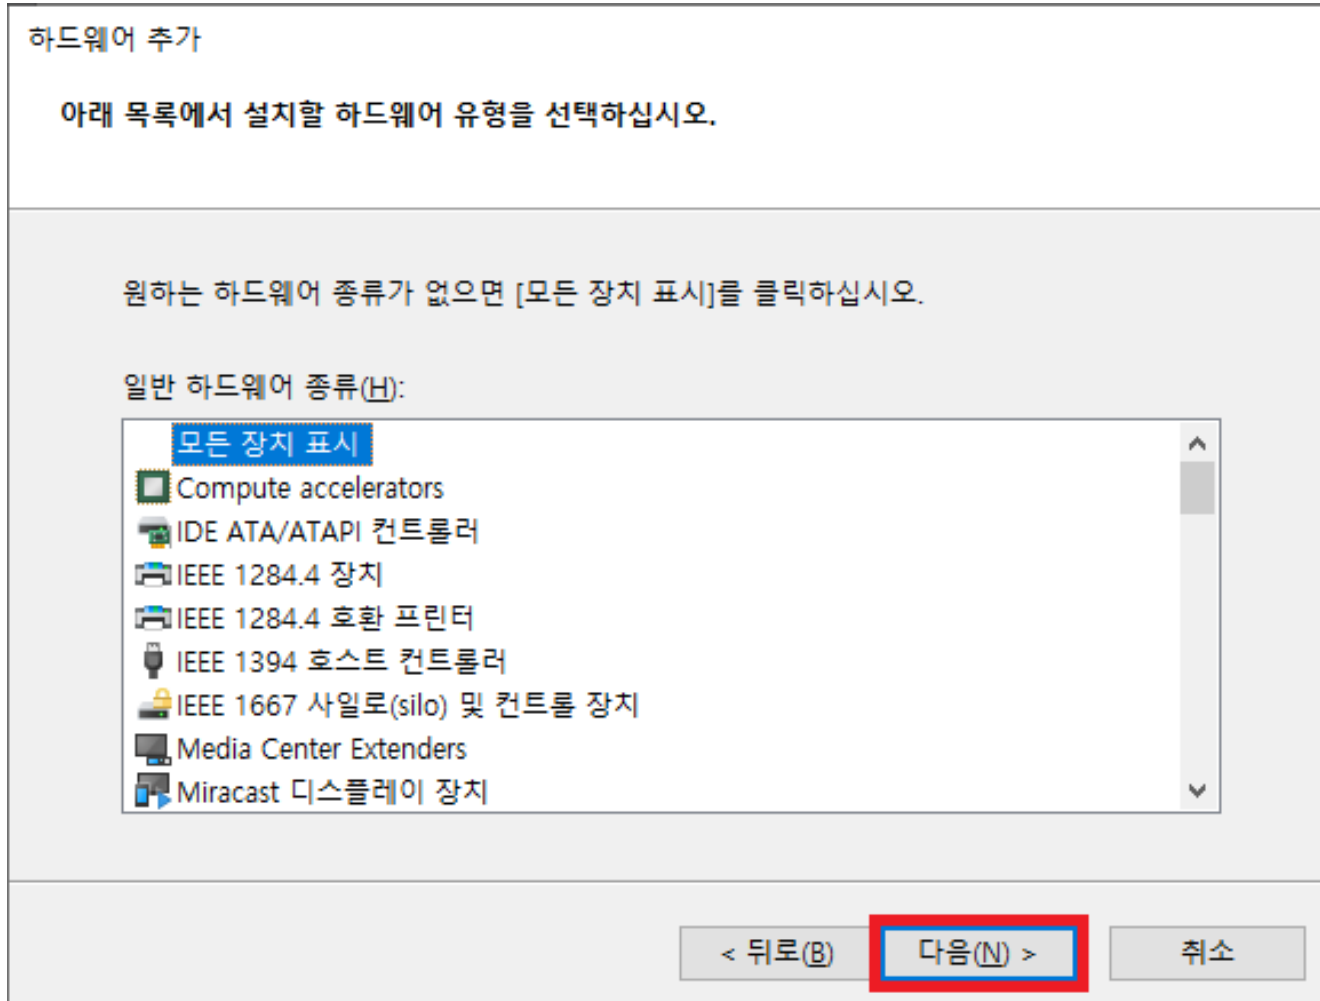 하드웨어 추가
아래 목록에서 설치할 하드웨어 유형을 선택하십시오.
원하는 하드웨어 종류가 없으면 [모든 장치 표시]를 클릭하십시오.
일반 하드웨어 종류(H):
모든 장치 표시
Compute accelerators
IDE ATA/ATAPI 컨트롤러
IEEE 1284.4 장치
IEEE 1284.4 호환 프린터
IEEE 1394 호스트 컨트롤러
IEEE 1667 사일로(silo) 및 컨트롤 장치
Media Center Extenders
Miracast 디스플레이 장치
< 뒤로(B) 다음(N) > 취소